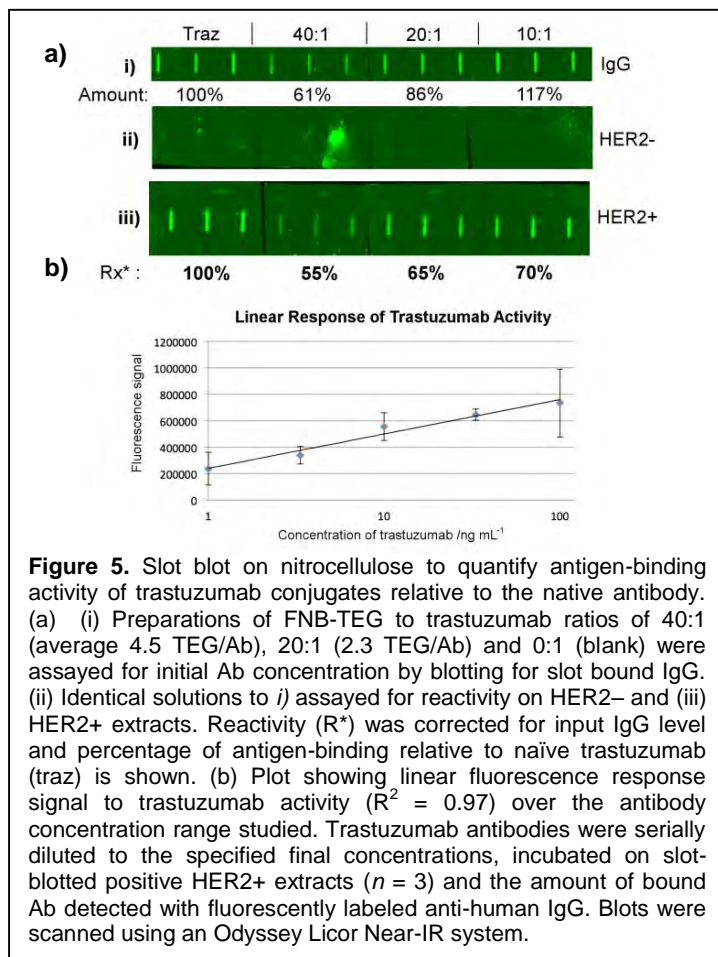 Traz | 40:1 | 20:1 | 10:1
a)
i) IgG
Amount: 100% 61% 86% 117%
ii) HER2-
iii) HER2+
b) Rx* : 100% 55% 65% 70%
Linear Response of Trastuzumab Activity
1200000
1000000
800000
600000
400000
200000
0
Fluorescence signal
1 10 100
Concentration of trastuzumab /ng mL⁻¹
Figure 5. Slot blot on nitrocellulose to quantify antigen-binding
activity of trastuzumab conjugates relative to the native antibody.
(a) (i) Preparations of FNB-TEG to trastuzumab ratios of 40:1
(average 4.5 TEG/Ab), 20:1 (2.3 TEG/Ab) and 0:1 (blank) were
assayed for initial Ab concentration by blotting for slot bound IgG.
(ii) Identical solutions to i) assayed for reactivity on HER2– and (iii)
HER2+ extracts. Reactivity (R*) was corrected for input IgG level
and percentage of antigen-binding relative to naïve trastuzumab
(traz) is shown. (b) Plot showing linear fluorescence response
signal to trastuzumab activity (R² = 0.97) over the antibody
concentration range studied. Trastuzumab antibodies were serially
diluted to the specified final concentrations, incubated on slot-
blotted positive HER2+ extracts (n = 3) and the amount of bound
Ab detected with fluorescently labeled anti-human IgG. Blots were
scanned using an Odyssey Licor Near-IR system.